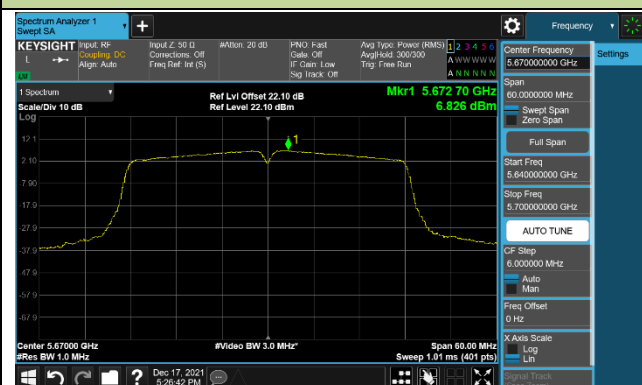 Spectrum Analyzer 1
Swept SA
Frequency
KEYSIGHT
Input: RF
Coupling: DC
Align: Auto
Input Z: 50 Ω
Corrections: Off
Freq Ref: Int (S)
#Atten: 20 dB
PNO: Fast
Gate: Off
IF Gain: Low
Sig Track: Off
Avg Type: Power (RMS)
Avg|Hold: 300/300
Trig: Free Run
1 2 3 4 5 6
A W W W W W
A N N N N N
L
LXI
1 Spectrum
Scale/Div 10 dB
Log
Ref Lvl Offset 22.10 dB
Ref Level 22.10 dBm
Mkr1 5.672 70 GHz
6.826 dBm
1
12.1
2.10
-7.90
-17.9
-27.9
-37.9
-47.9
-57.9
-67.9
Center 5.67000 GHz
#Res BW 1.0 MHz
#Video BW 3.0 MHz*
Span 60.00 MHz
Sweep 1.01 ms (401 pts)
Dec 17, 2021
5:26:42 PM
?
Center Frequency
5.670000000 GHz
Settings
Span
60.0000000 MHz
Swept Span
Zero Span
Full Span
Start Freq
5.640000000 GHz
Stop Freq
5.700000000 GHz
AUTO TUNE
CF Step
6.000000 MHz
Auto
Man
Freq Offset
0 Hz
X Axis Scale
Log
Lin
Signal Track